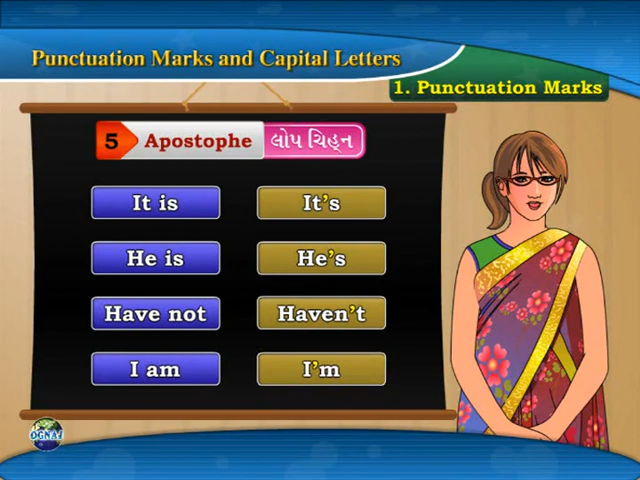 Punctuation Marks and Capital Letters
1. Punctuation Marks
5 Apostophe લોપ ચિહ્ન
It is It's
He is He's
Have not Haven't
I am I'm